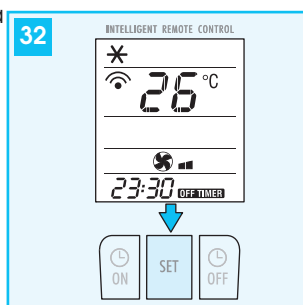 a
32
INTELLIGENT REMOTE CONTROL
26 °C
23:30 OFF TIMER
ON SET OFF